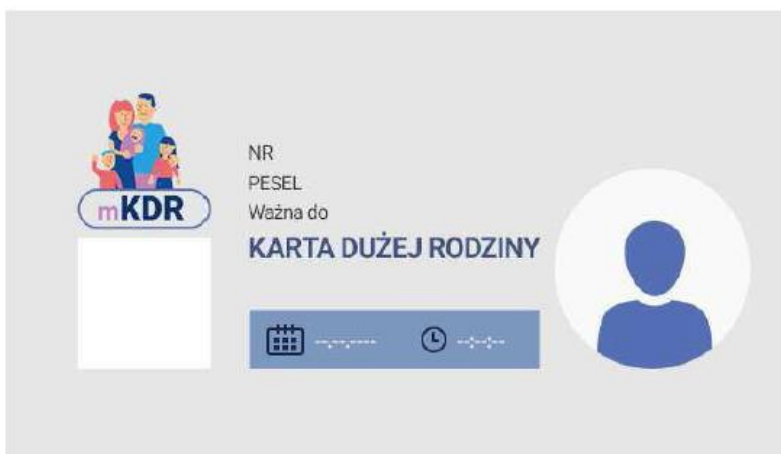 mKDR
NR
PESEL
Ważna do
KARTA DUŻEJ RODZINY
--.--.---- --:--:--